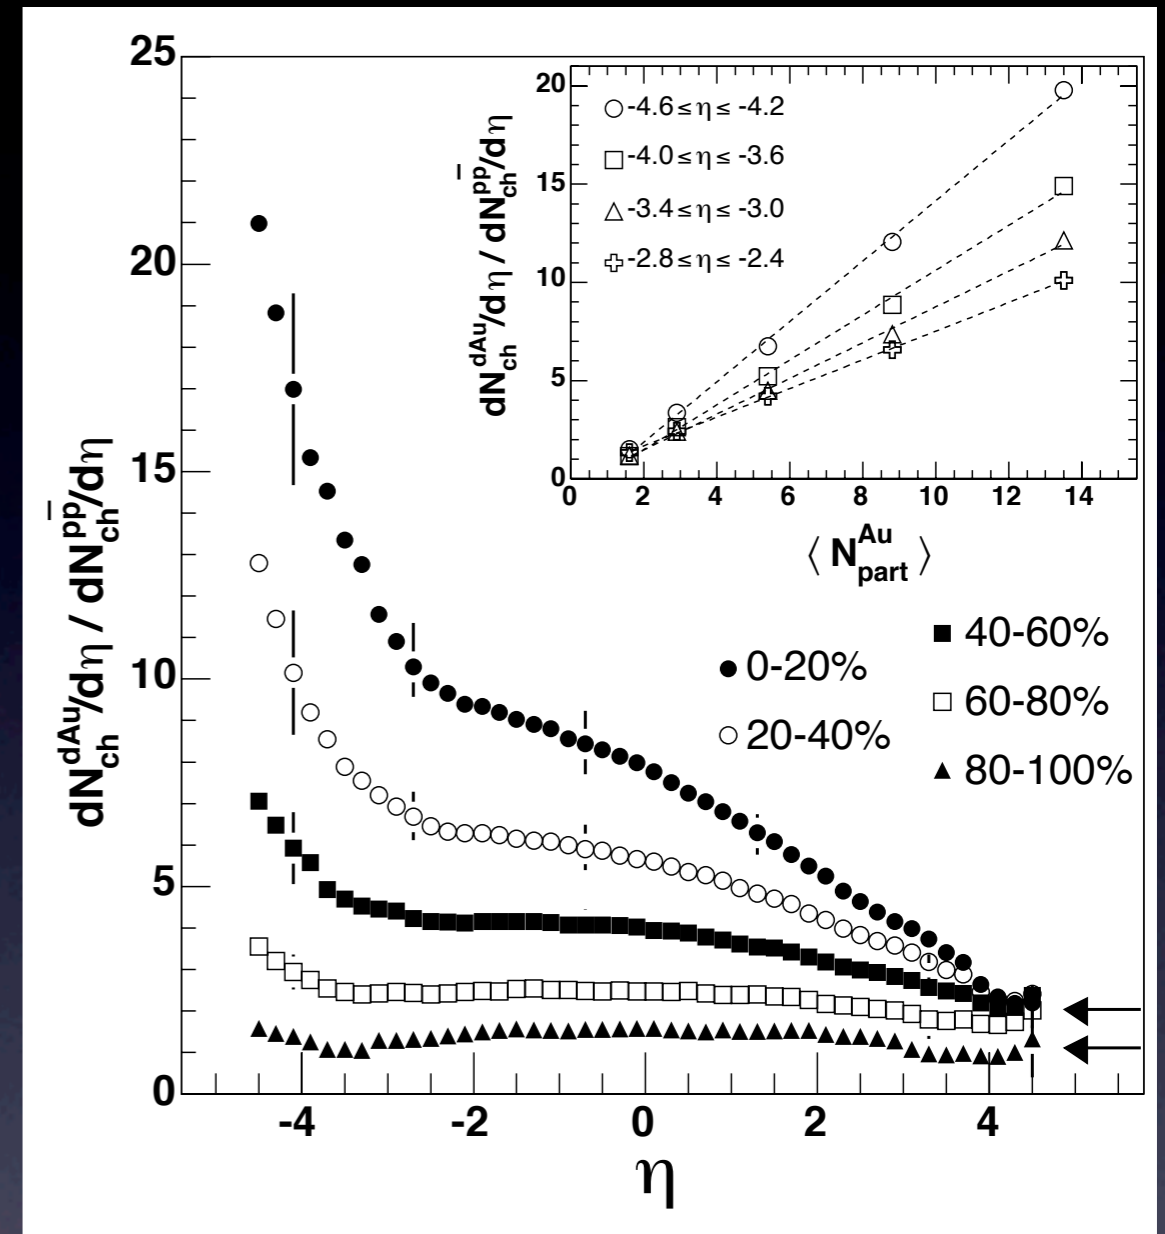 25
20
15
10
5
0
dN_ch^dAu/dη / dN_ch^pp̄/dη
-4 -2 0 2 4
η
20
15
10
5
0
dN_ch^dAu/dη / dN_ch^pp̄/dη
-4.6 ≤ η ≤ -4.2
-4.0 ≤ η ≤ -3.6
-3.4 ≤ η ≤ -3.0
-2.8 ≤ η ≤ -2.4
0 2 4 6 8 10 12 14
⟨ N_part^Au ⟩
0-20%
20-40%
40-60%
60-80%
80-100%